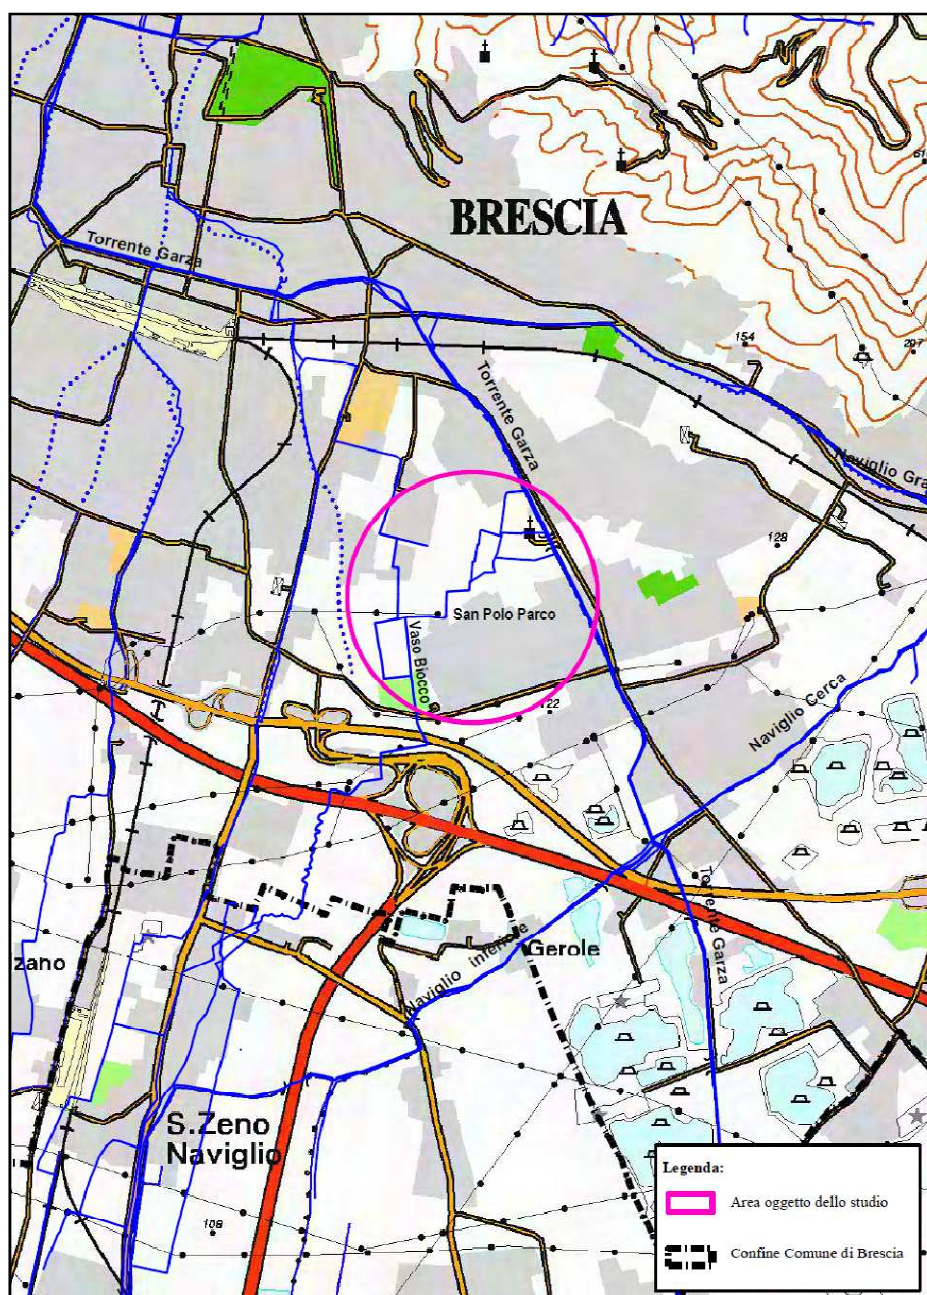 BRESCIA
Torrente Garza
154
207
Torrente Garza
Naviglio Gra
128
San Polo Parco
Vaso Biocco
122
Naviglio Cerca
Torrente Garza
zano
Gerole
Naviglio inferiore
S.Zeno
Naviglio
108
Legenda:
Area oggetto dello studio
Confine Comune di Brescia